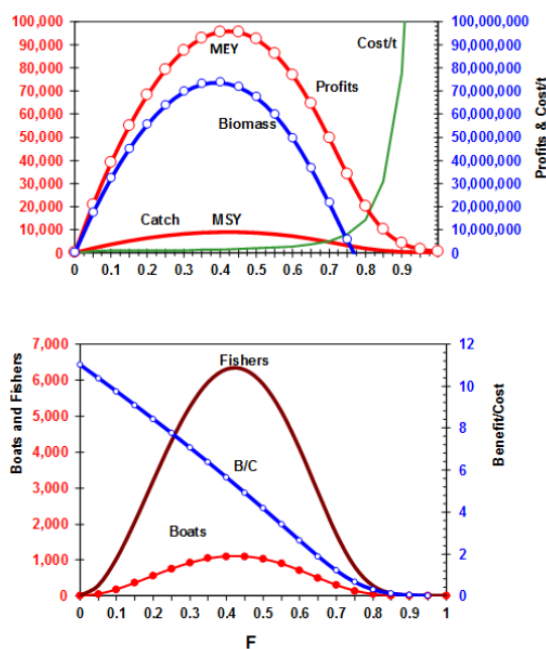 100,000
90,000
80,000
70,000
60,000
50,000
40,000
30,000
20,000
10,000
0
MEY
Cost/t
Profits
Biomass
Catch MSY
100,000,000
90,000,000
80,000,000
70,000,000
60,000,000
50,000,000
40,000,000
30,000,000
20,000,000
10,000,000
0
Profits & Cost/t
0 0.1 0.2 0.3 0.4 0.5 0.6 0.7 0.8 0.9
Boats and Fishers
7,000
6,000
5,000
4,000
3,000
2,000
1,000
0
Fishers
B/C
Boats
12
10
8
6
4
2
0
Benefit/Cost
0 0.1 0.2 0.3 0.4 0.5 0.6 0.7 0.8 0.9 1
F